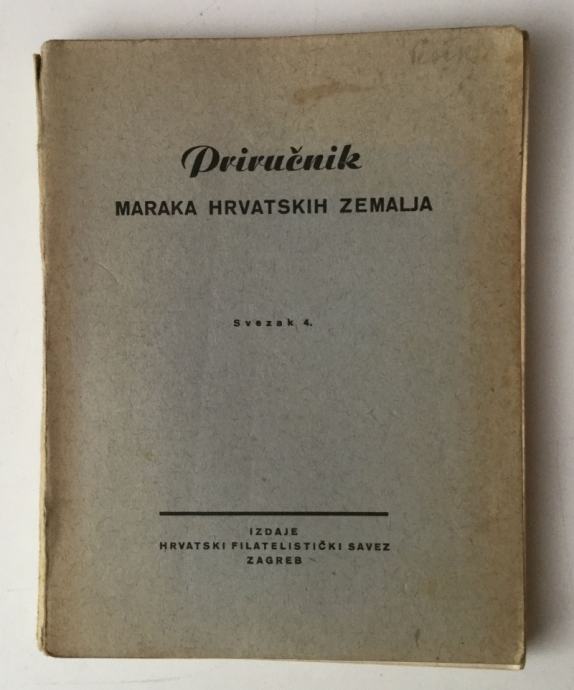 Priručnik
MARAKA HRVATSKIH ZEMALJA
Svezak 4.
IZDAJE
HRVATSKI FILATELISTIČKI SAVEZ
ZAGREB